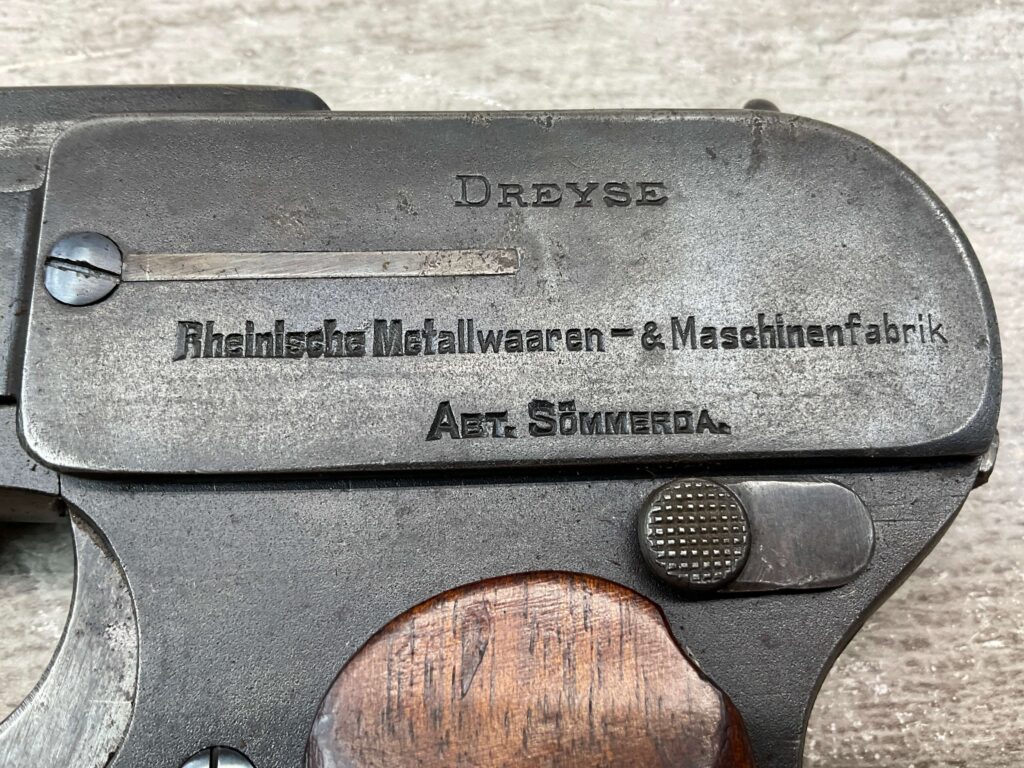 DREYSE
Rheinische Metallwaaren - & Maschinenfabrik
ABT. SÖMMERDA.